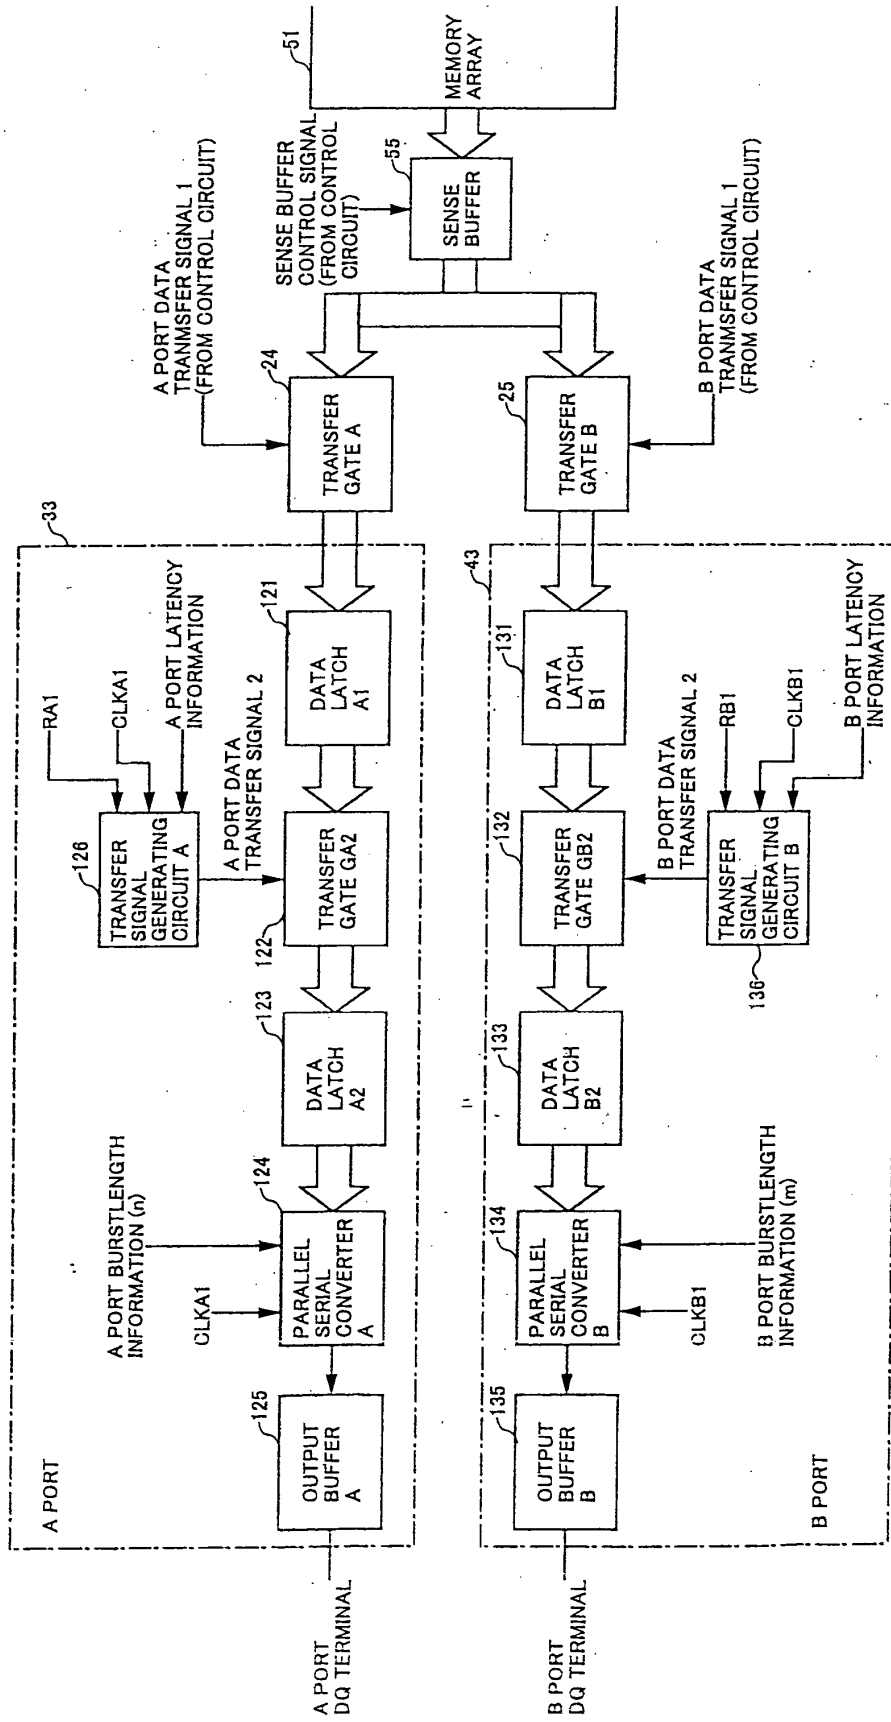 51
MEMORY
ARRAY
SENSE BUFFER
CONTROL SIGNAL
(FROM CONTROL
CIRCUIT)
55
SENSE
BUFFER
A PORT DATA
TRANMSFER SIGNAL 1
(FROM CONTROL CIRCUIT)
24
TRANSFER
GATE A
B PORT DATA
TRANMSFER SIGNAL 1
(FROM CONTROL CIRCUIT)
25
TRANSFER
GATE B
33
A PORT
RA1
CLKA1
A PORT LATENCY
INFORMATION
126
TRANSFER
SIGNAL
GENERATING
CIRCUIT A
A PORT DATA
TRANSFER SIGNAL 2
121
DATA
LATCH
A1
122
TRANSFER
GATE GA2
123
DATA
LATCH
A2
A PORT BURSTLENGTH
INFORMATION (n)
CLKA1
124
PARALLEL
SERIAL
CONVERTER
A
125
OUTPUT
BUFFER
A
A PORT
DQ TERMINAL
43
B PORT
131
DATA
LATCH
B1
132
TRANSFER
GATE GB2
B PORT DATA
TRANSFER SIGNAL 2
RB1
CLKB1
B PORT LATENCY
INFORMATION
TRANSFER
SIGNAL
GENERATING
CIRCUIT B
136
133
DATA
LATCH
B2
134
PARALLEL
SERIAL
CONVERTER
B
CLKB1
B PORT BURSTLENGTH
INFORMATION (m)
135
OUTPUT
BUFFER
B
B PORT
DQ TERMINAL